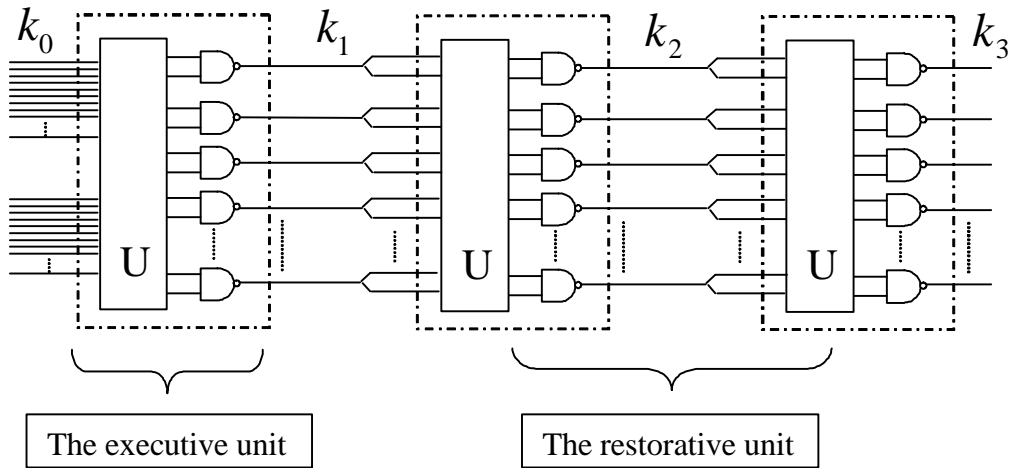 k₀ k₁ k₂ k₃
U U U
The executive unit
The restorative unit